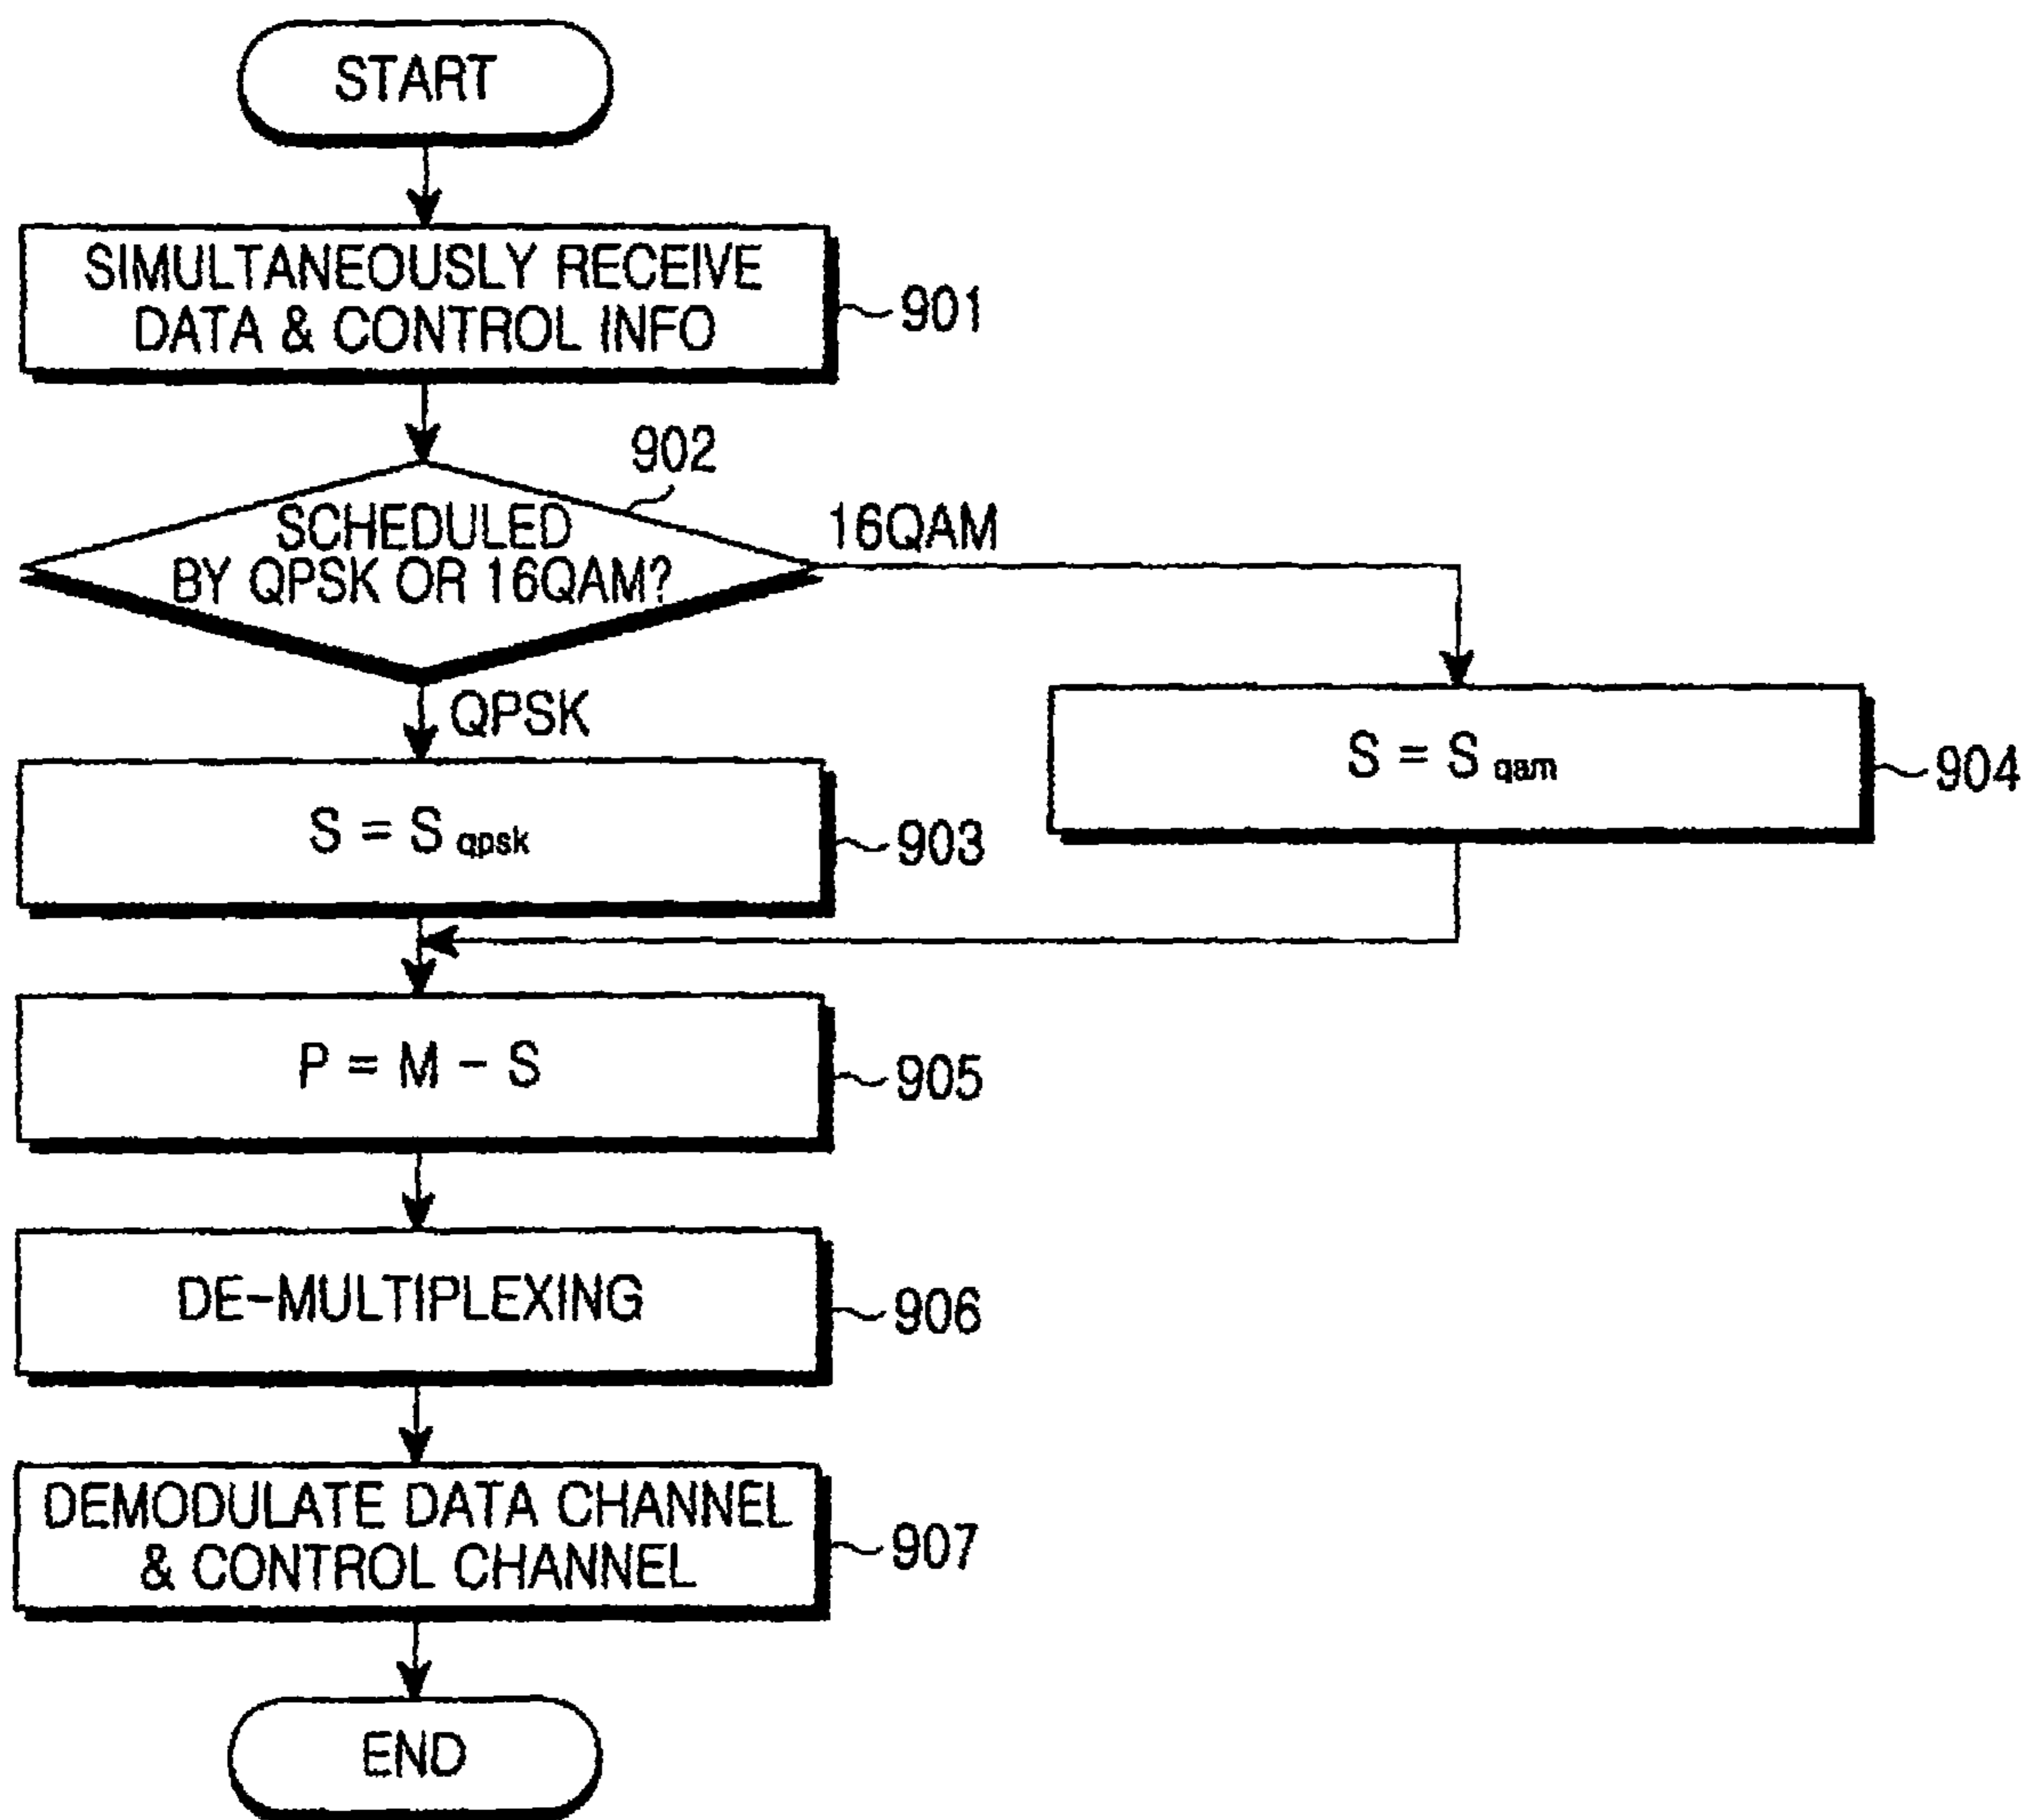 START
SIMULTANEOUSLY RECEIVE
DATA & CONTROL INFO
901
902
SCHEDULED
BY QPSK OR 16QAM?
16QAM
QPSK
S = S qam
904
S = S qpsk
903
P = M - S
905
DE-MULTIPLEXING
906
DEMODULATE DATA CHANNEL
& CONTROL CHANNEL
907
END